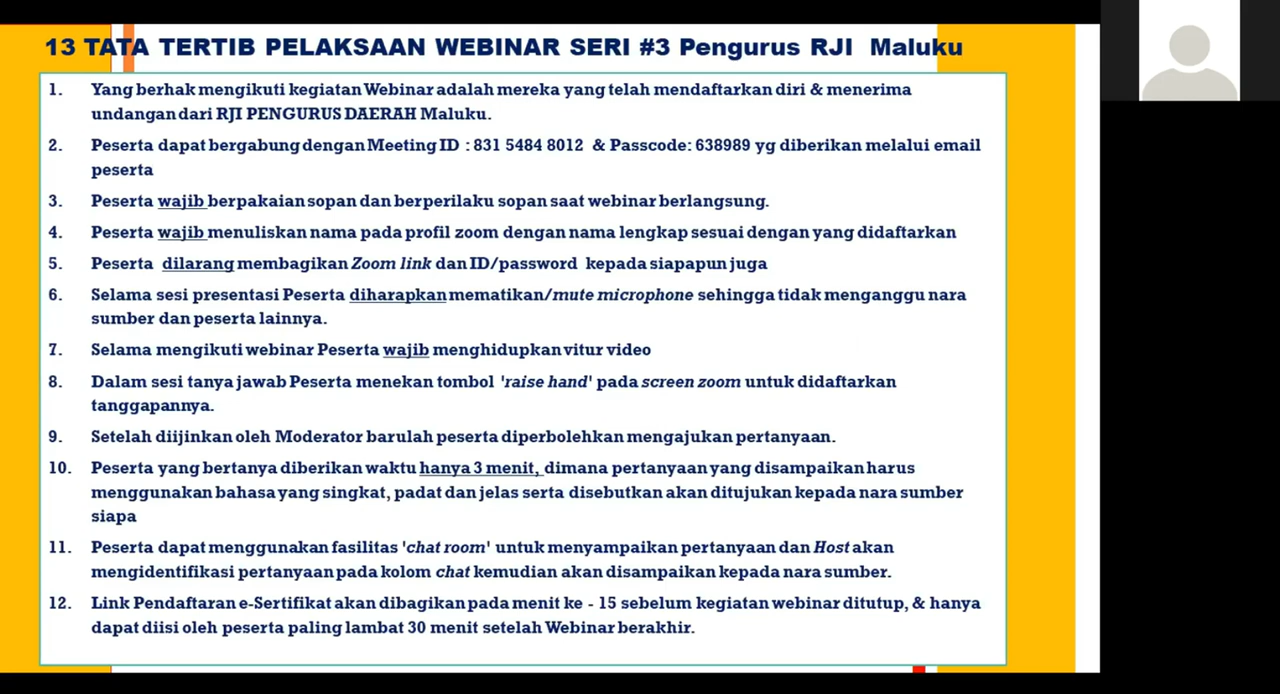 13 TATA TERTIB PELAKSAAN WEBINAR SERI #3 Pengurus RJI Maluku
1. Yang berhak mengikuti kegiatan Webinar adalah mereka yang telah mendaftarkan diri & menerima
undangan dari RJI PENGURUS DAERAH Maluku.
2. Peserta dapat bergabung dengan Meeting ID : 831 5484 8012 & Passcode: 638989 yg diberikan melalui email
peserta
3. Peserta wajib berpakaian sopan dan berperilaku sopan saat webinar berlangsung.
4. Peserta wajib menuliskan nama pada profil zoom dengan nama lengkap sesuai dengan yang didaftarkan
5. Peserta dilarang membagikan Zoom link dan ID/password kepada siapapun juga
6. Selama sesi presentasi Peserta diharapkan mematikan/mute microphone sehingga tidak menganggu nara
sumber dan peserta lainnya.
7. Selama mengikuti webinar Peserta wajib menghidupkan vitur video
8. Dalam sesi tanya jawab Peserta menekan tombol 'raise hand' pada screen zoom untuk didaftarkan
tanggapannya.
9. Setelah diijinkan oleh Moderator barulah peserta diperbolehkan mengajukan pertanyaan.
10. Peserta yang bertanya diberikan waktu hanya 3 menit, dimana pertanyaan yang disampaikan harus
menggunakan bahasa yang singkat, padat dan jelas serta disebutkan akan ditujukan kepada nara sumber
siapa
11. Peserta dapat menggunakan fasilitas 'chat room' untuk menyampaikan pertanyaan dan Host akan
mengidentifikasi pertanyaan pada kolom chat kemudian akan disampaikan kepada nara sumber.
12. Link Pendaftaran e-Sertifikat akan dibagikan pada menit ke - 15 sebelum kegiatan webinar ditutup, & hanya
dapat diisi oleh peserta paling lambat 30 menit setelah Webinar berakhir.